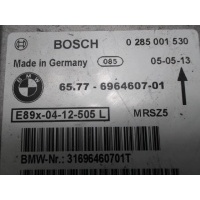 BOSCH 0 285 001 530
Made in Germany 085 05-05-13
BMW
65.77 - 6964607-01
E89x-04-12-505 L MRSZ5
BMW-Nr.:31696460701T